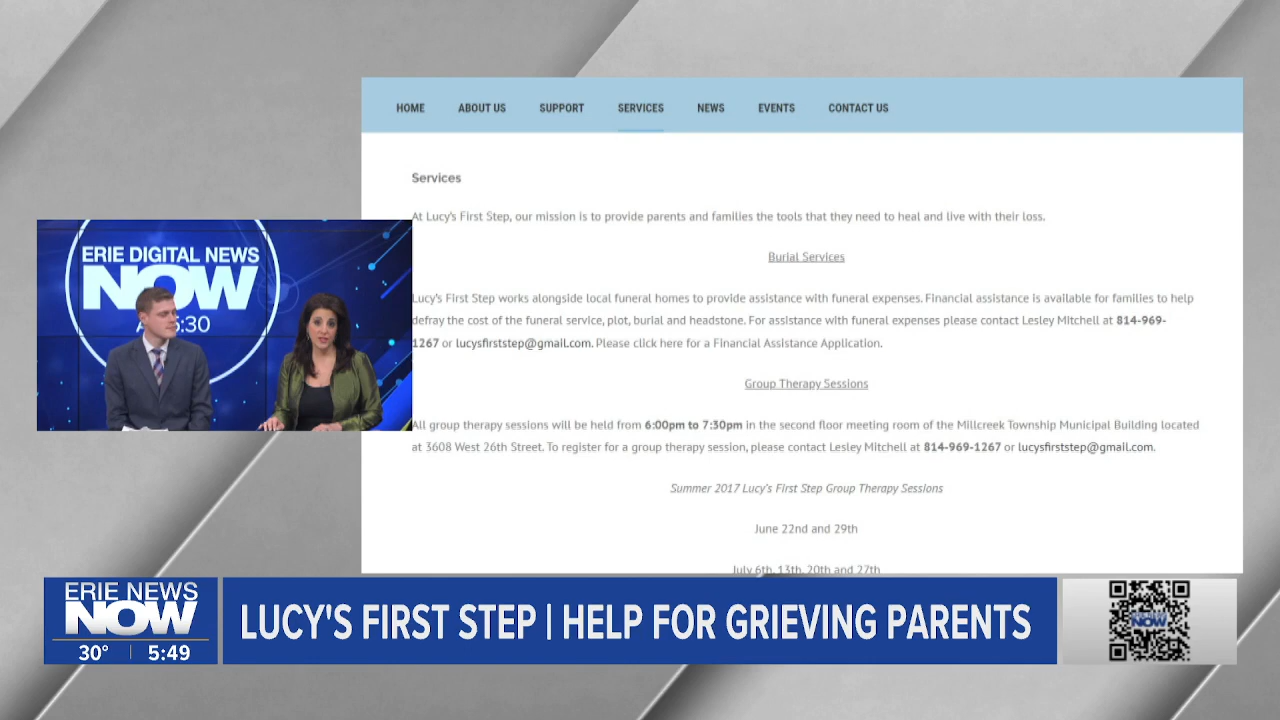 HOME ABOUT US SUPPORT SERVICES NEWS EVENTS CONTACT US
Services
At Lucy's First Step, our mission is to provide parents and families the tools that they need to heal and live with their loss.
Burial Services
Lucy's First Step works alongside local funeral homes to provide assistance with funeral expenses. Financial assistance is available for families to help
defray the cost of the funeral service, plot, burial and headstone. For assistance with funeral expenses please contact Lesley Mitchell at 814-969-
1267 or lucysfirststep@gmail.com. Please click here for a Financial Assistance Application.
Group Therapy Sessions
All group therapy sessions will be held from 6:00pm to 7:30pm in the second floor meeting room of the Millcreek Township Municipal Building located
at 3608 West 26th Street. To register for a group therapy session, please contact Lesley Mitchell at 814-969-1267 or lucysfirststep@gmail.com.
Summer 2017 Lucy's First Step Group Therapy Sessions
June 22nd and 29th
July 6th, 13th, 20th and 27th
ERIE DIGITAL NEWS
NOW
:30
ERIE NEWS
NOW
30° | 5:49
LUCY'S FIRST STEP | HELP FOR GRIEVING PARENTS